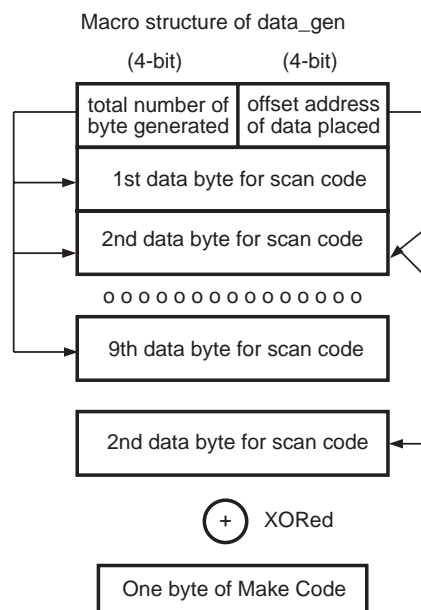 Macro structure of data_gen
(4-bit) (4-bit)
total number of
byte generated
offset address
of data placed
1st data byte for scan code
2nd data byte for scan code
o o o o o o o o o o o o o o o
9th data byte for scan code
2nd data byte for scan code
+ XORed
One byte of Make Code